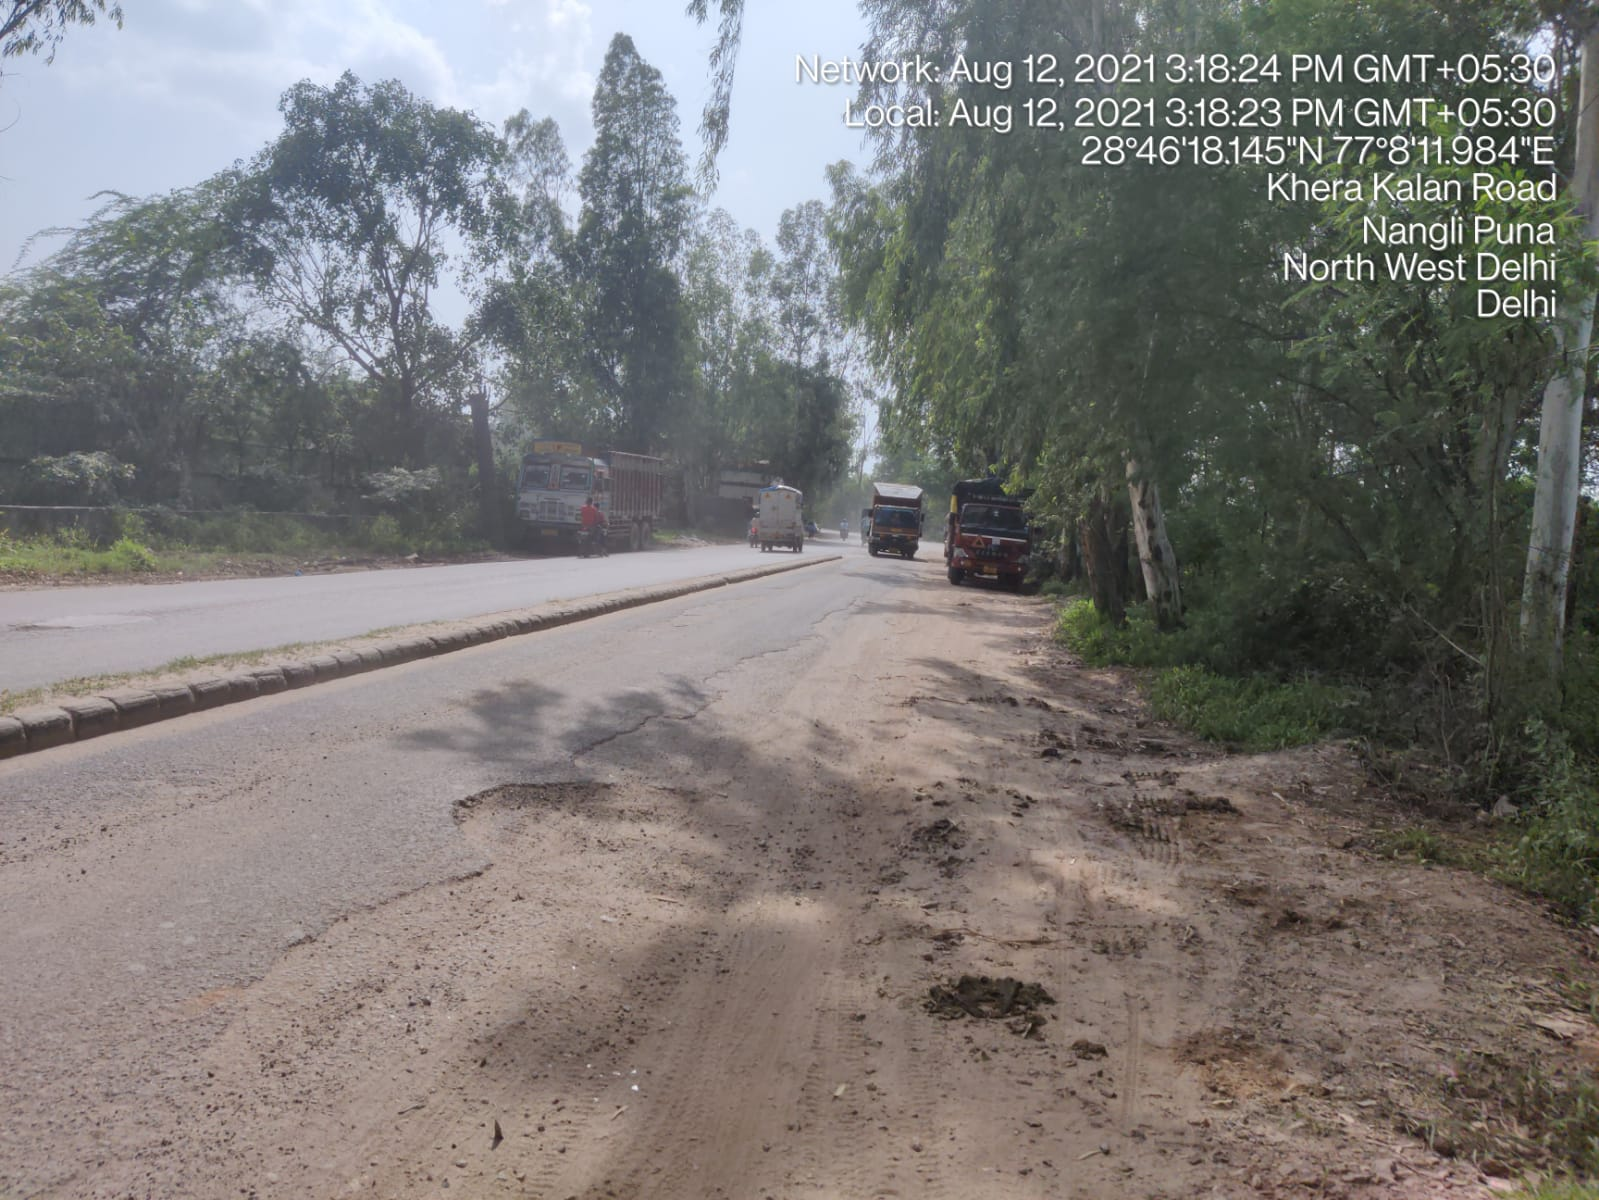 Network: Aug 12, 2021 3:18:24 PM GMT+05:30
Local: Aug 12, 2021 3:18:23 PM GMT+05:30
28°46'18.145"N 77°8'11.984"E
Khera Kalan Road
Nangli Puna
North West Delhi
Delhi